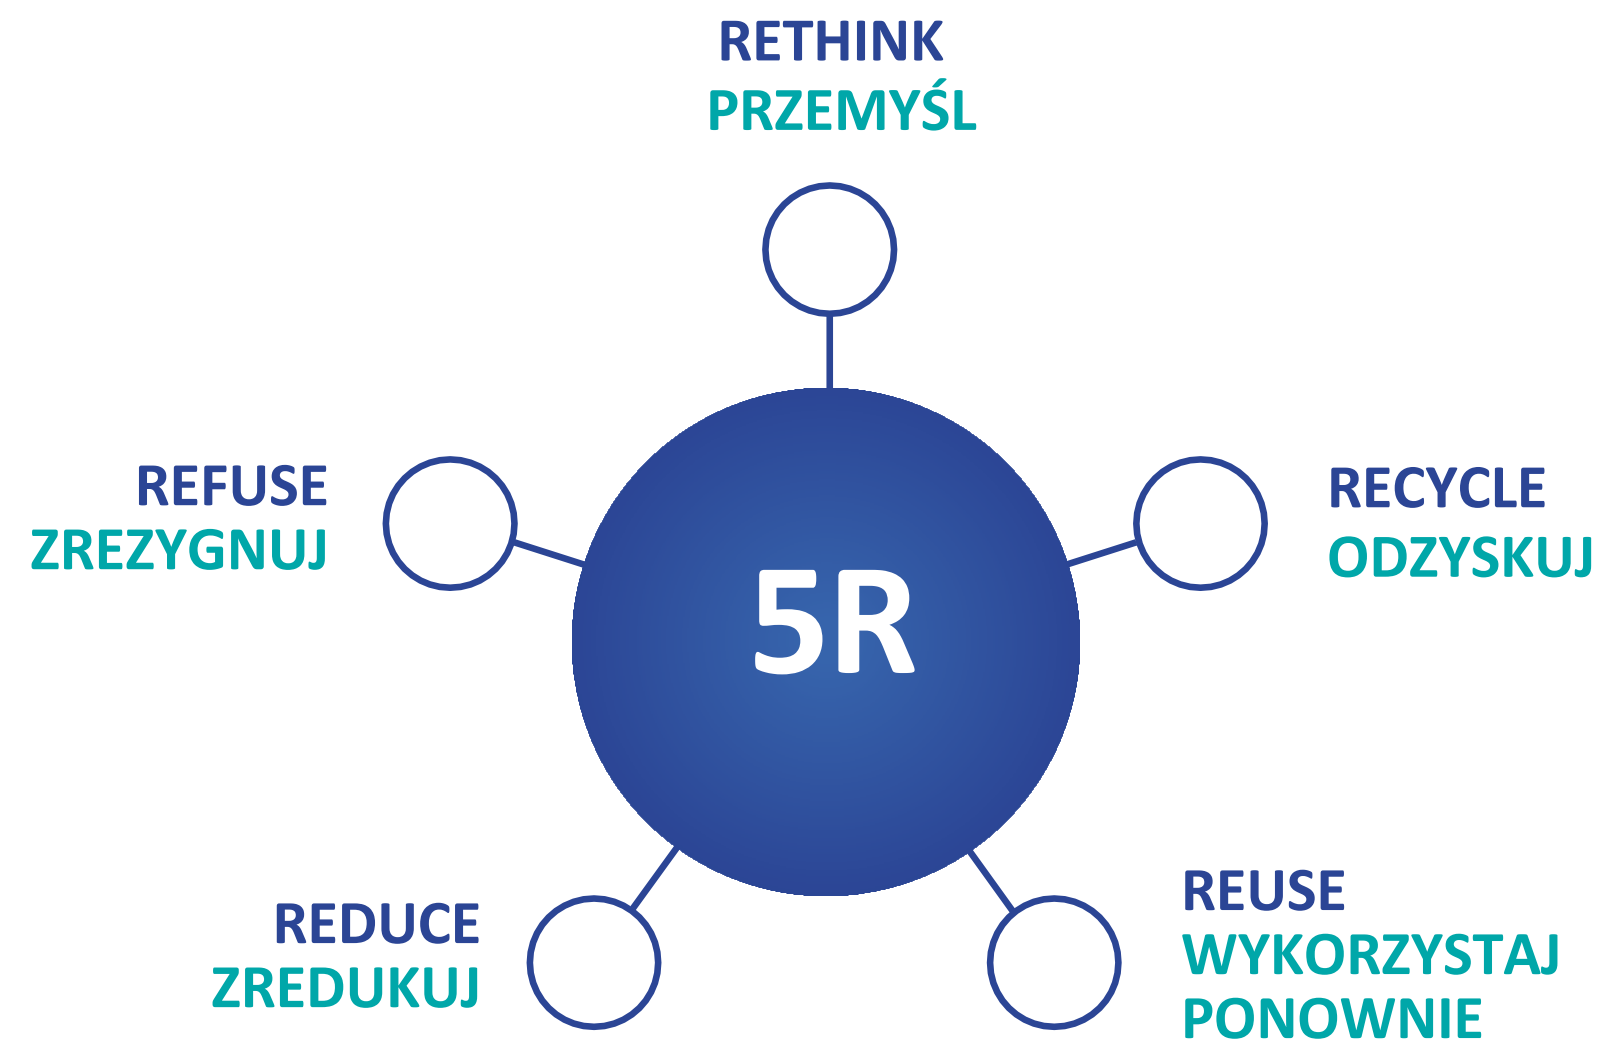 RETHINK
PRZEMYŚL
REFUSE
ZREZYGNUJ
RECYCLE
ODZYSKUJ
5R
REDUCE
ZREDUKUJ
REUSE
WYKORZYSTAJ
PONOWNIE